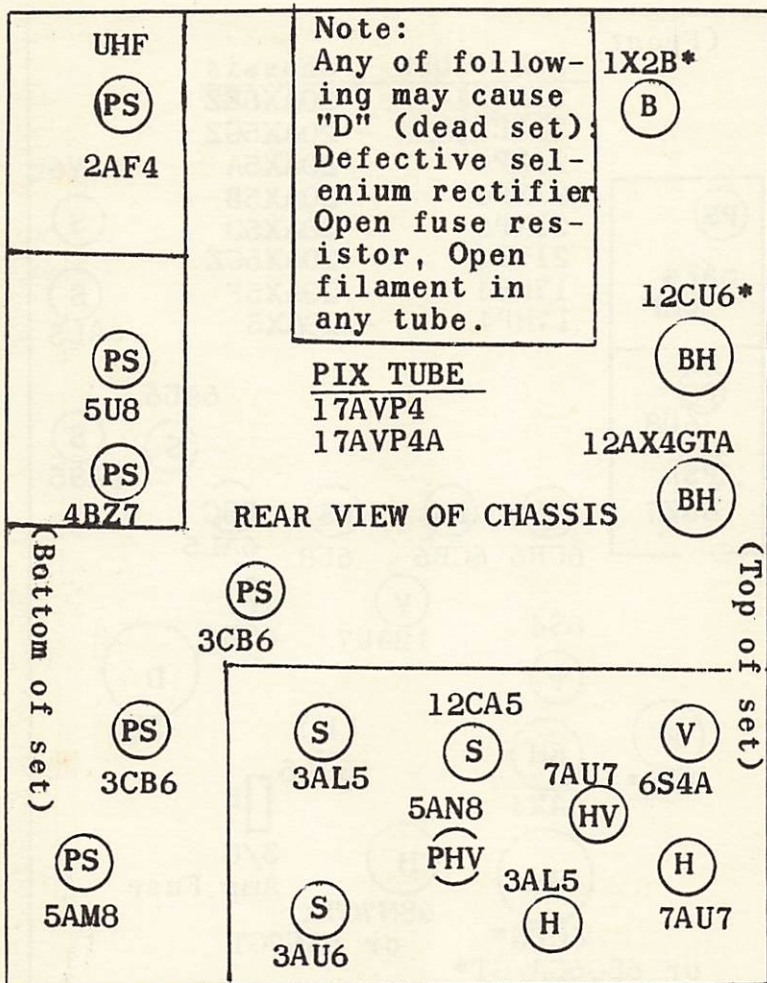 UHF
PS
2AF4
Note:
Any of follow-
ing may cause
"D" (dead set):
Defective sel-
enium rectifier
Open fuse res-
istor, Open
filament in
any tube.
1X2B*
B
12CU6*
BH
PS
5U8
PIX TUBE
17AVP4
17AVP4A
12AX4GTA
BH
PS
4BZ7
REAR VIEW OF CHASSIS
(Bottom of set)
(Top of set)
PS
3CB6
PS
3CB6
S
3AL5
12CA5
S
V
6S4A
7AU7
HV
5AN8
PHV
PS
5AM8
S
3AU6
3AL5
H
H
7AU7